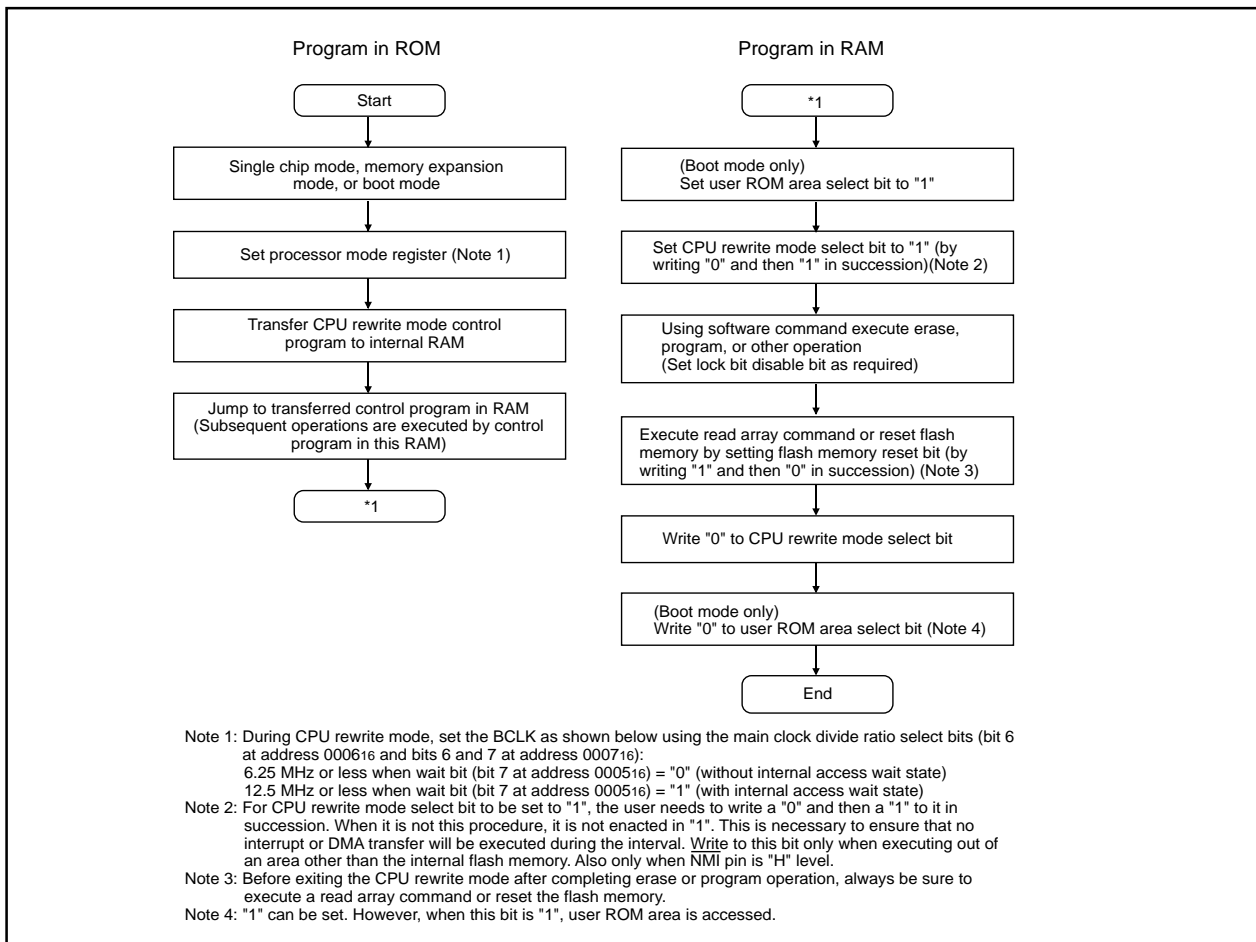 Program in ROM
Start
Single chip mode, memory expansion
mode, or boot mode
Set processor mode register (Note 1)
Transfer CPU rewrite mode control
program to internal RAM
Jump to transferred control program in RAM
(Subsequent operations are executed by control
program in this RAM)
*1
Program in RAM
*1
(Boot mode only)
Set user ROM area select bit to "1"
Set CPU rewrite mode select bit to "1" (by
writing "0" and then "1" in succession)(Note 2)
Using software command execute erase,
program, or other operation
(Set lock bit disable bit as required)
Execute read array command or reset flash
memory by setting flash memory reset bit (by
writing "1" and then "0" in succession) (Note 3)
Write "0" to CPU rewrite mode select bit
(Boot mode only)
Write "0" to user ROM area select bit (Note 4)
End
Note 1: During CPU rewrite mode, set the BCLK as shown below using the main clock divide ratio select bits (bit 6
at address 000616 and bits 6 and 7 at address 000716):
6.25 MHz or less when wait bit (bit 7 at address 000516) = "0" (without internal access wait state)
12.5 MHz or less when wait bit (bit 7 at address 000516) = "1" (with internal access wait state)
Note 2: For CPU rewrite mode select bit to be set to "1", the user needs to write a "0" and then a "1" to it in
succession. When it is not this procedure, it is not enacted in "1". This is necessary to ensure that no
interrupt or DMA transfer will be executed during the interval. Write to this bit only when executing out of
an area other than the internal flash memory. Also only when NMI pin is "H" level.
Note 3: Before exiting the CPU rewrite mode after completing erase or program operation, always be sure to
execute a read array command or reset the flash memory.
Note 4: "1" can be set. However, when this bit is "1", user ROM area is accessed.